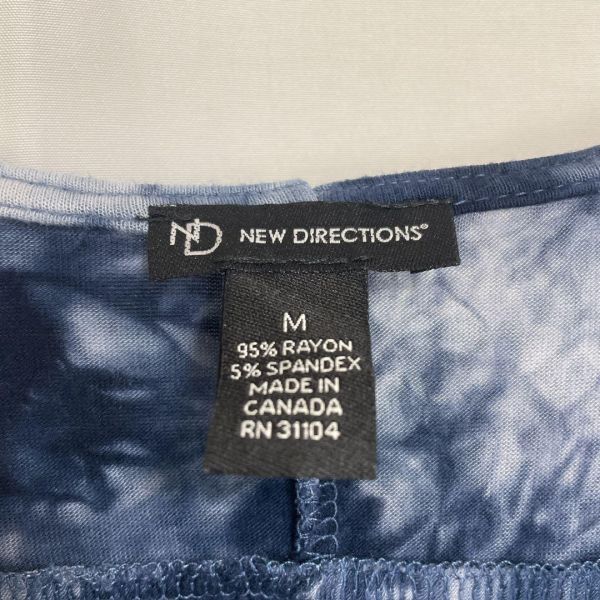 ND NEW DIRECTIONS®
M
95% RAYON
5% SPANDEX
MADE IN
CANADA
RN 31104